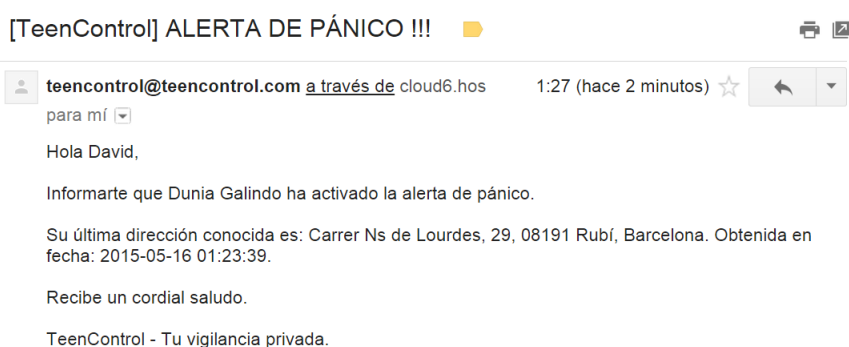 [TeenControl] ALERTA DE PÁNICO !!!
teencontrol@teencontrol.com a través de cloud6.hos 1:27 (hace 2 minutos)
para mí
Hola David,
Informarte que Dunia Galindo ha activado la alerta de pánico.
Su última dirección conocida es: Carrer Ns de Lourdes, 29, 08191 Rubí, Barcelona. Obtenida en
fecha: 2015-05-16 01:23:39.
Recibe un cordial saludo.
TeenControl - Tu vigilancia privada.